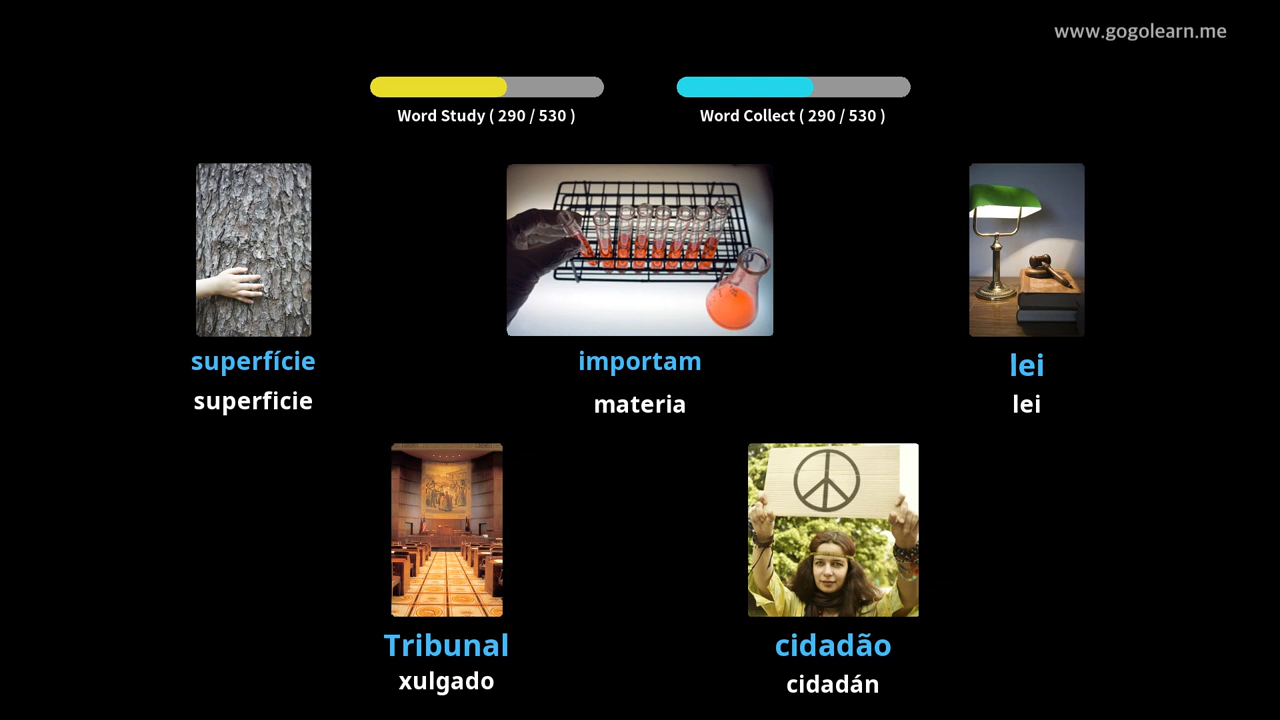 www.gogolearn.me
Word Study ( 290 / 530 )
Word Collect ( 290 / 530 )
superfície
superficie
importam
materia
lei
lei
Tribunal
xulgado
cidadão
cidadán